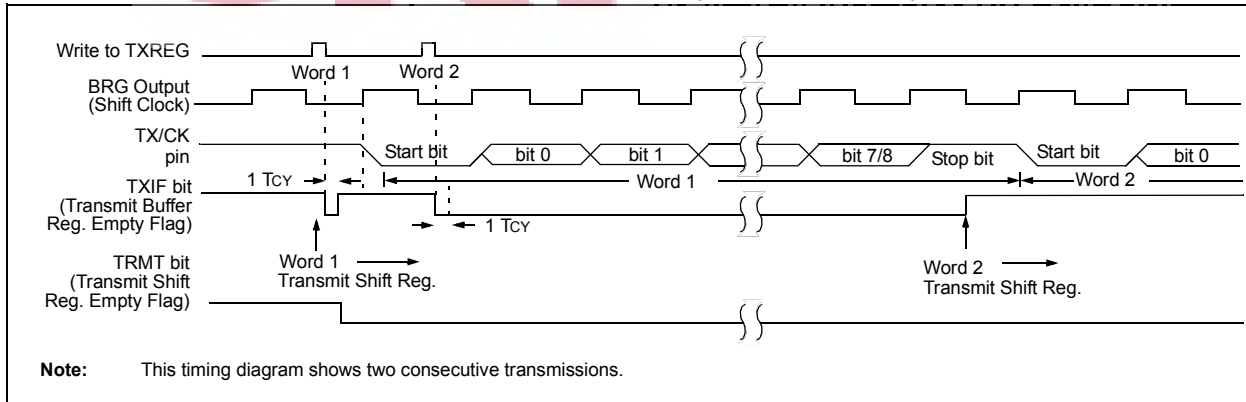 Write to TXREG
Word 1 Word 2
BRG Output
(Shift Clock)
TX/CK
pin
Start bit bit 0 bit 1 bit 7/8 Stop bit Start bit bit 0
1 TCY Word 1 Word 2
TXIF bit
(Transmit Buffer
Reg. Empty Flag)
1 TCY
TRMT bit
(Transmit Shift
Reg. Empty Flag)
Word 1
Transmit Shift Reg.
Word 2
Transmit Shift Reg.
Note: This timing diagram shows two consecutive transmissions.